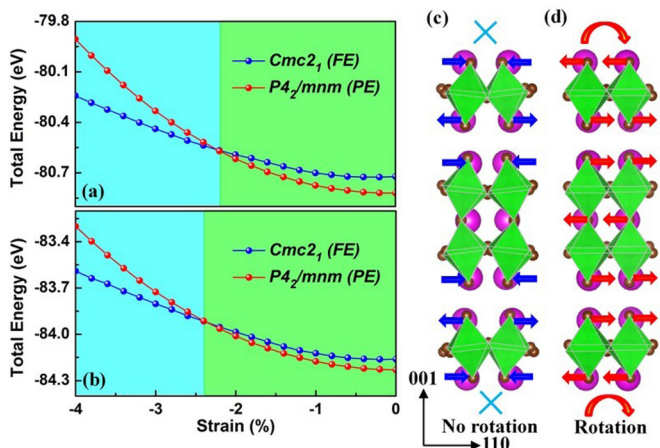 -79.8
-80.1
-80.4
-80.7
Total Energy (eV)
Cmc2₁ (FE)
P4₂/mnm (PE)
(a)
-83.4
-83.7
-84.0
-84.3
Total Energy (eV)
Cmc2₁ (FE)
P4₂/mnm (PE)
(b)
-4 -3 -2 -1 0
Strain (%)
(c)
(d)
001
110
No rotation
Rotation